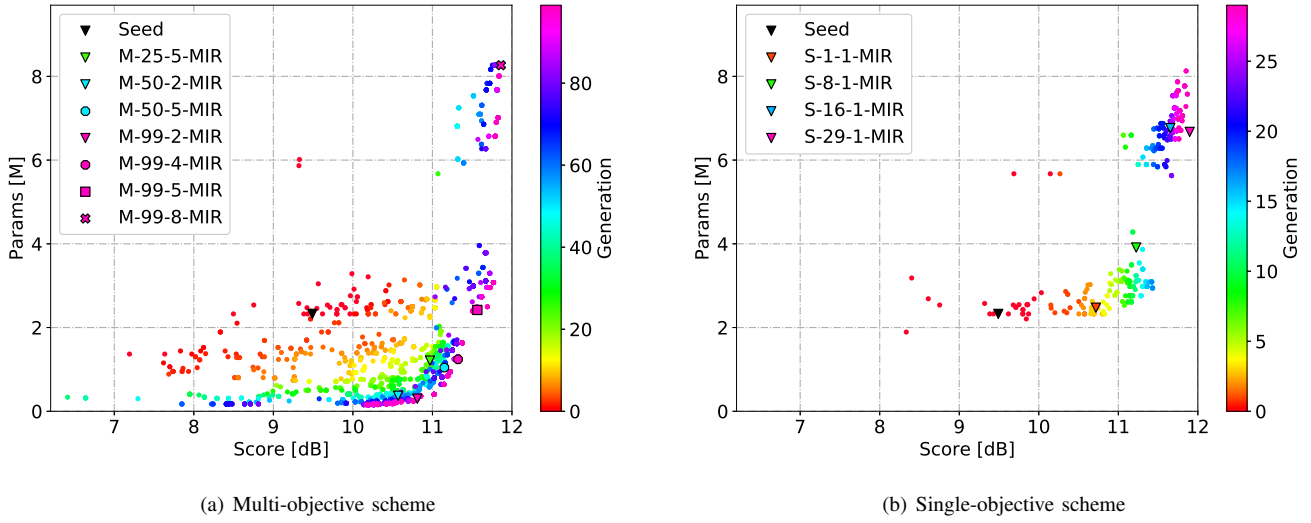 Seed
M-25-5-MIR
M-50-2-MIR
M-50-5-MIR
M-99-2-MIR
M-99-4-MIR
M-99-5-MIR
M-99-8-MIR
Params [M]
0
2
4
6
8
7
8
9
10
11
12
Score [dB]
0
20
40
60
80
Generation
(a) Multi-objective scheme
Seed
S-1-1-MIR
S-8-1-MIR
S-16-1-MIR
S-29-1-MIR
Params [M]
0
2
4
6
8
7
8
9
10
11
12
Score [dB]
0
5
10
15
20
25
Generation
(b) Single-objective scheme